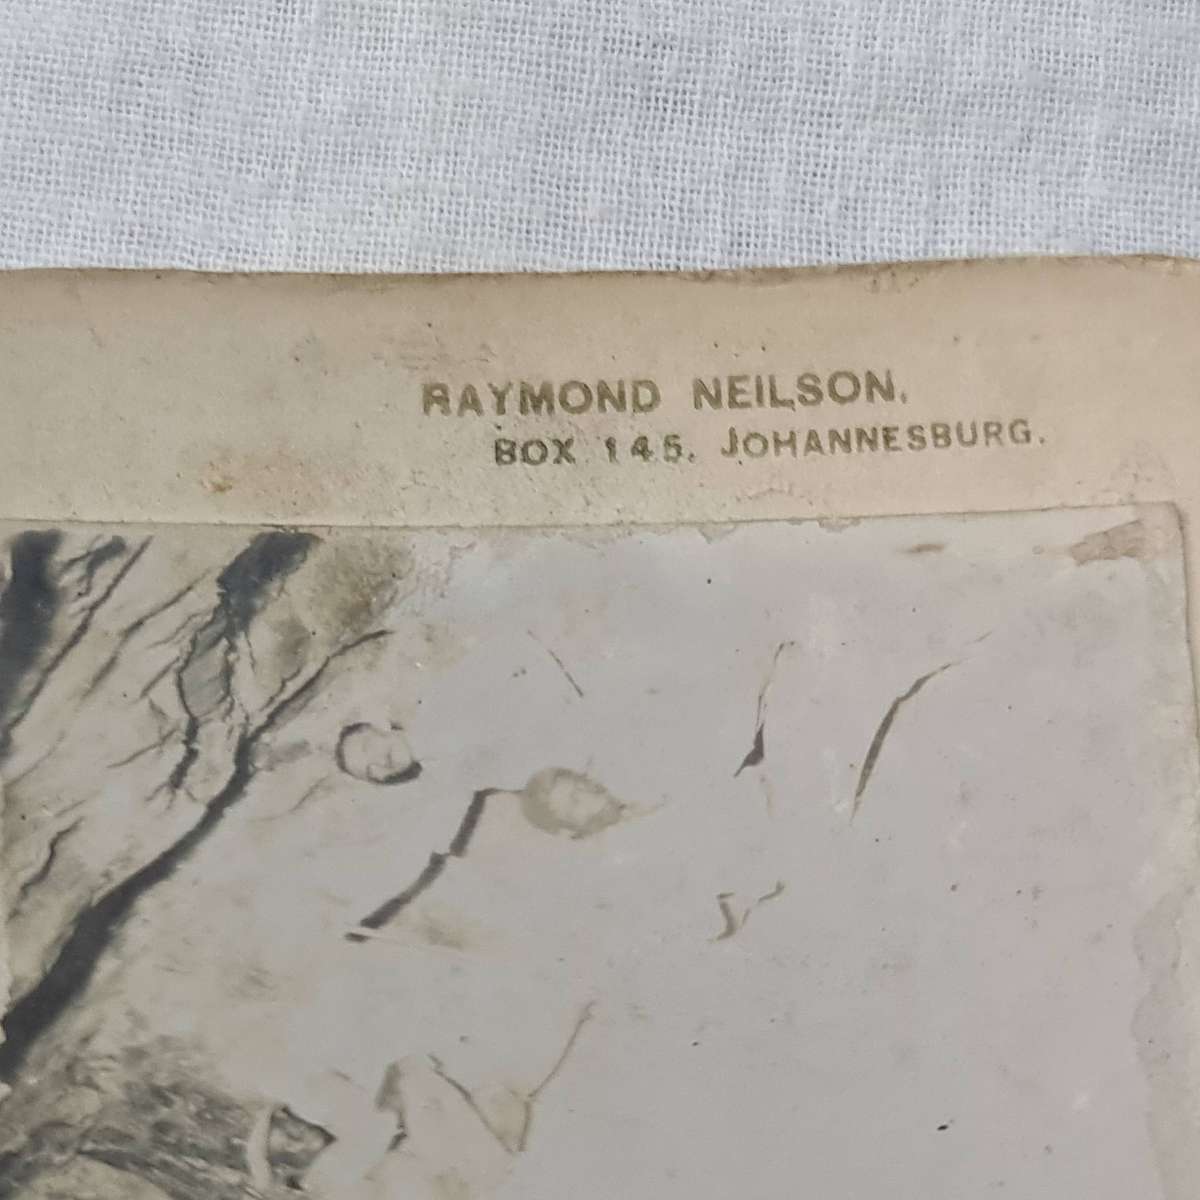 RAYMOND NEILSON.
BOX 145. JOHANNESBURG.